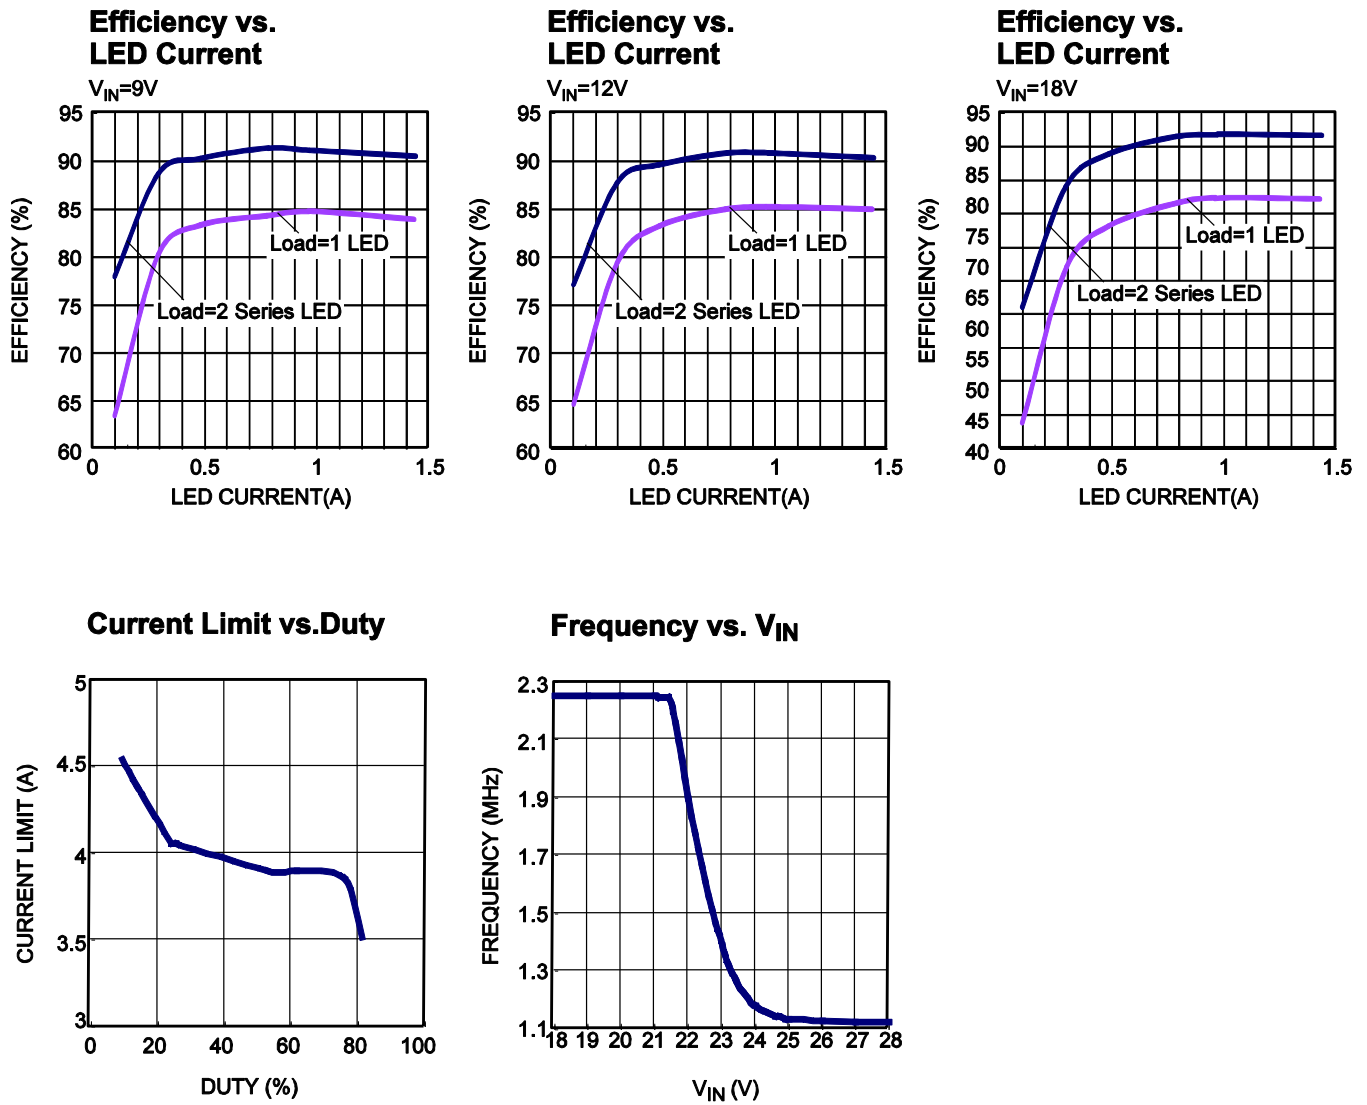 Efficiency vs.
LED Current
VIN=9V
95
90
85
80
75
70
65
60
0
0.5
1
1.5
EFFICIENCY (%)
LED CURRENT(A)
Load=1 LED
Load=2 Series LED
Efficiency vs.
LED Current
VIN=12V
95
90
85
80
75
70
65
60
0
0.5
1
1.5
EFFICIENCY (%)
LED CURRENT(A)
Load=1 LED
Load=2 Series LED
Efficiency vs.
LED Current
VIN=18V
95
90
85
80
75
70
65
60
55
50
45
40
0
0.5
1
1.5
EFFICIENCY (%)
LED CURRENT(A)
Load=1 LED
Load=2 Series LED
Current Limit vs.Duty
5
4.5
4
3.5
3
0
20
40
60
80
100
CURRENT LIMIT (A)
DUTY (%)
Frequency vs. VIN
2.3
2.1
1.9
1.7
1.5
1.3
1.1
18
19
20
21
22
23
24
25
26
27
28
FREQUENCY (MHz)
VIN (V)